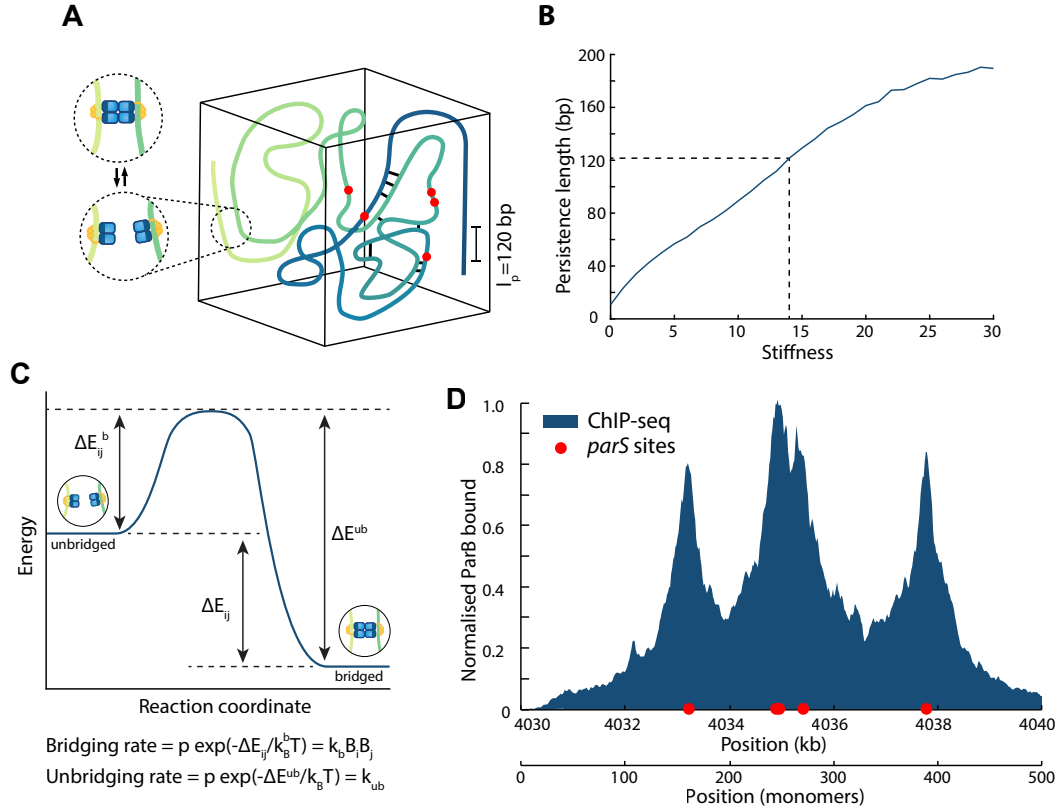 A
l_p=120 bp
B
Persistence length (bp)
200
160
120
80
40
0
0
5
10
15
20
25
30
Stiffness
C
Energy
ΔE_ij^b
unbridged
ΔE_ij
ΔE^ub
bridged
Reaction coordinate
Bridging rate = p exp(-ΔE_ij^b/k_BT) = k_bB_iB_j
Unbridging rate = p exp(-ΔE^ub/k_BT) = k_ub
D
Normalised ParB bound
1.0
0.8
0.6
0.4
0.2
0
ChIP-seq
parS sites
4030
4032
4034
4036
4038
4040
Position (kb)
0
100
200
300
400
500
Position (monomers)